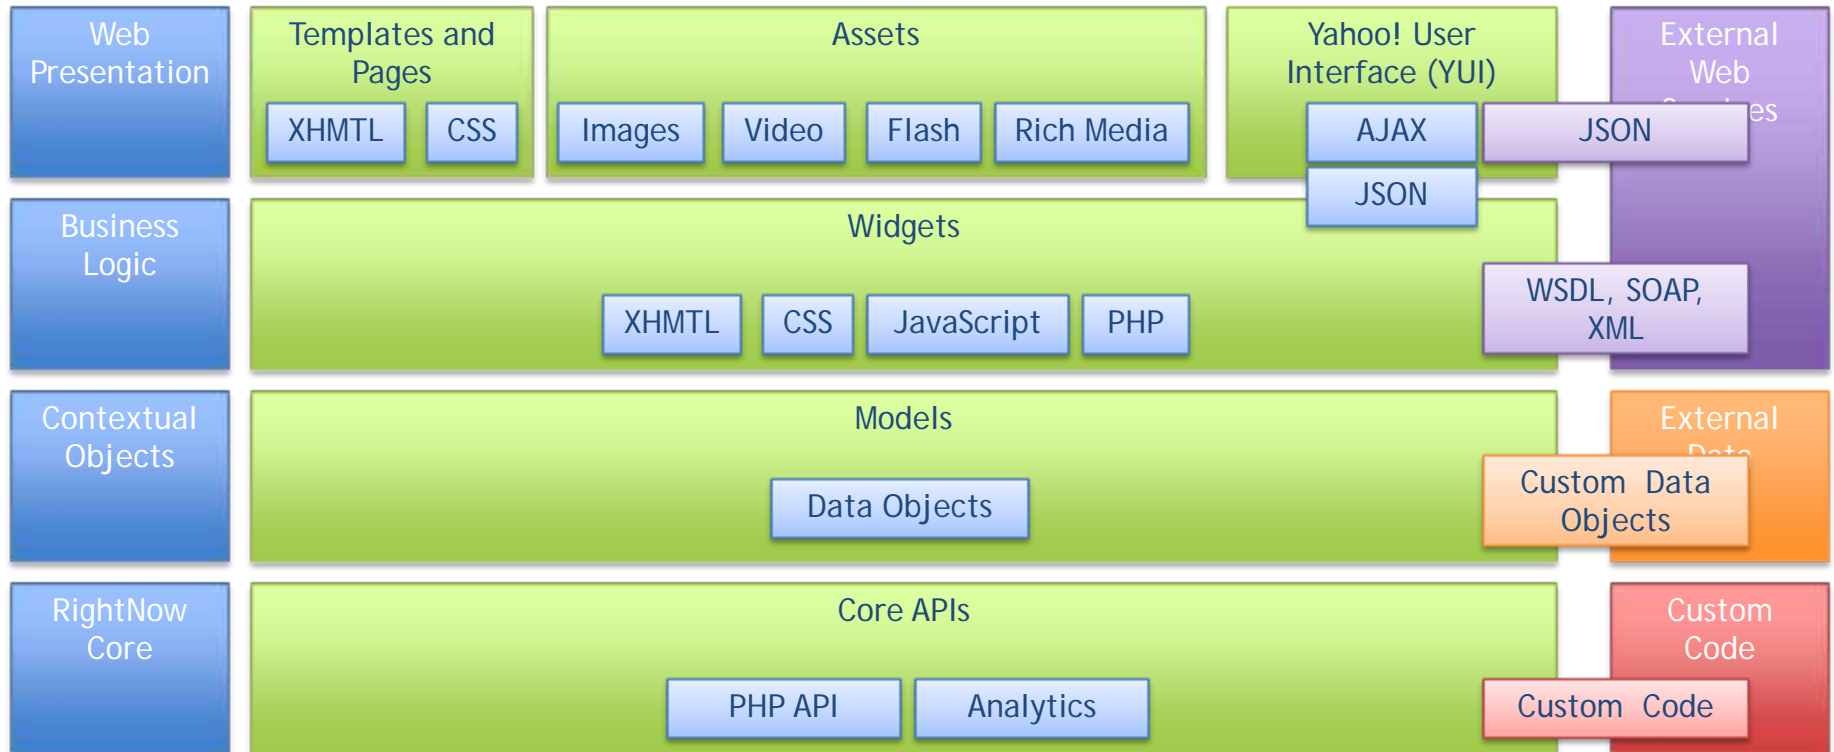 Web
Presentation
Templates and
Pages
XHMTL
CSS
Assets
Images
Video
Flash
Rich Media
Yahoo! User
Interface (YUI)
AJAX
JSON
External
Web
JSON
Business
Logic
Widgets
XHMTL
CSS
JavaScript
PHP
WSDL, SOAP,
XML
Contextual
Objects
Models
Data Objects
External
Data
Custom Data
Objects
RightNow
Core
Core APIs
PHP API
Analytics
Custom
Code
Custom Code